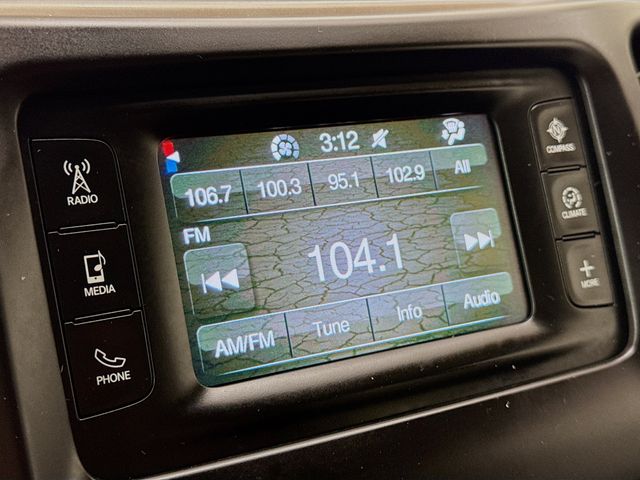 3:12
106.7 100.3 95.1 102.9 All
FM
104.1
AM/FM Tune Info Audio
RADIO
MEDIA
PHONE
N
COMPASS
CLIMATE
MORE